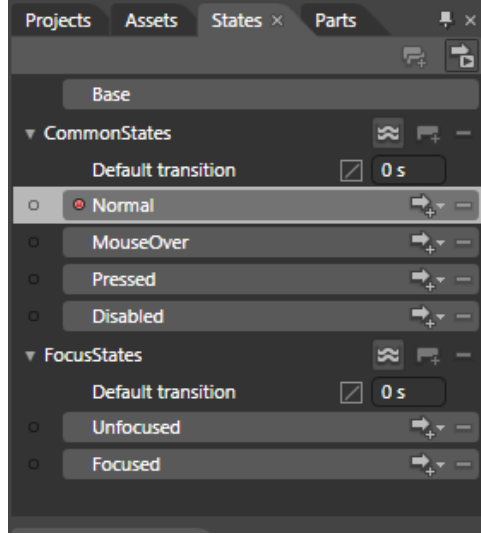 Projects Assets States Parts
Base
CommonStates
Default transition 0 s
Normal
MouseOver
Pressed
Disabled
FocusStates
Default transition 0 s
Unfocused
Focused